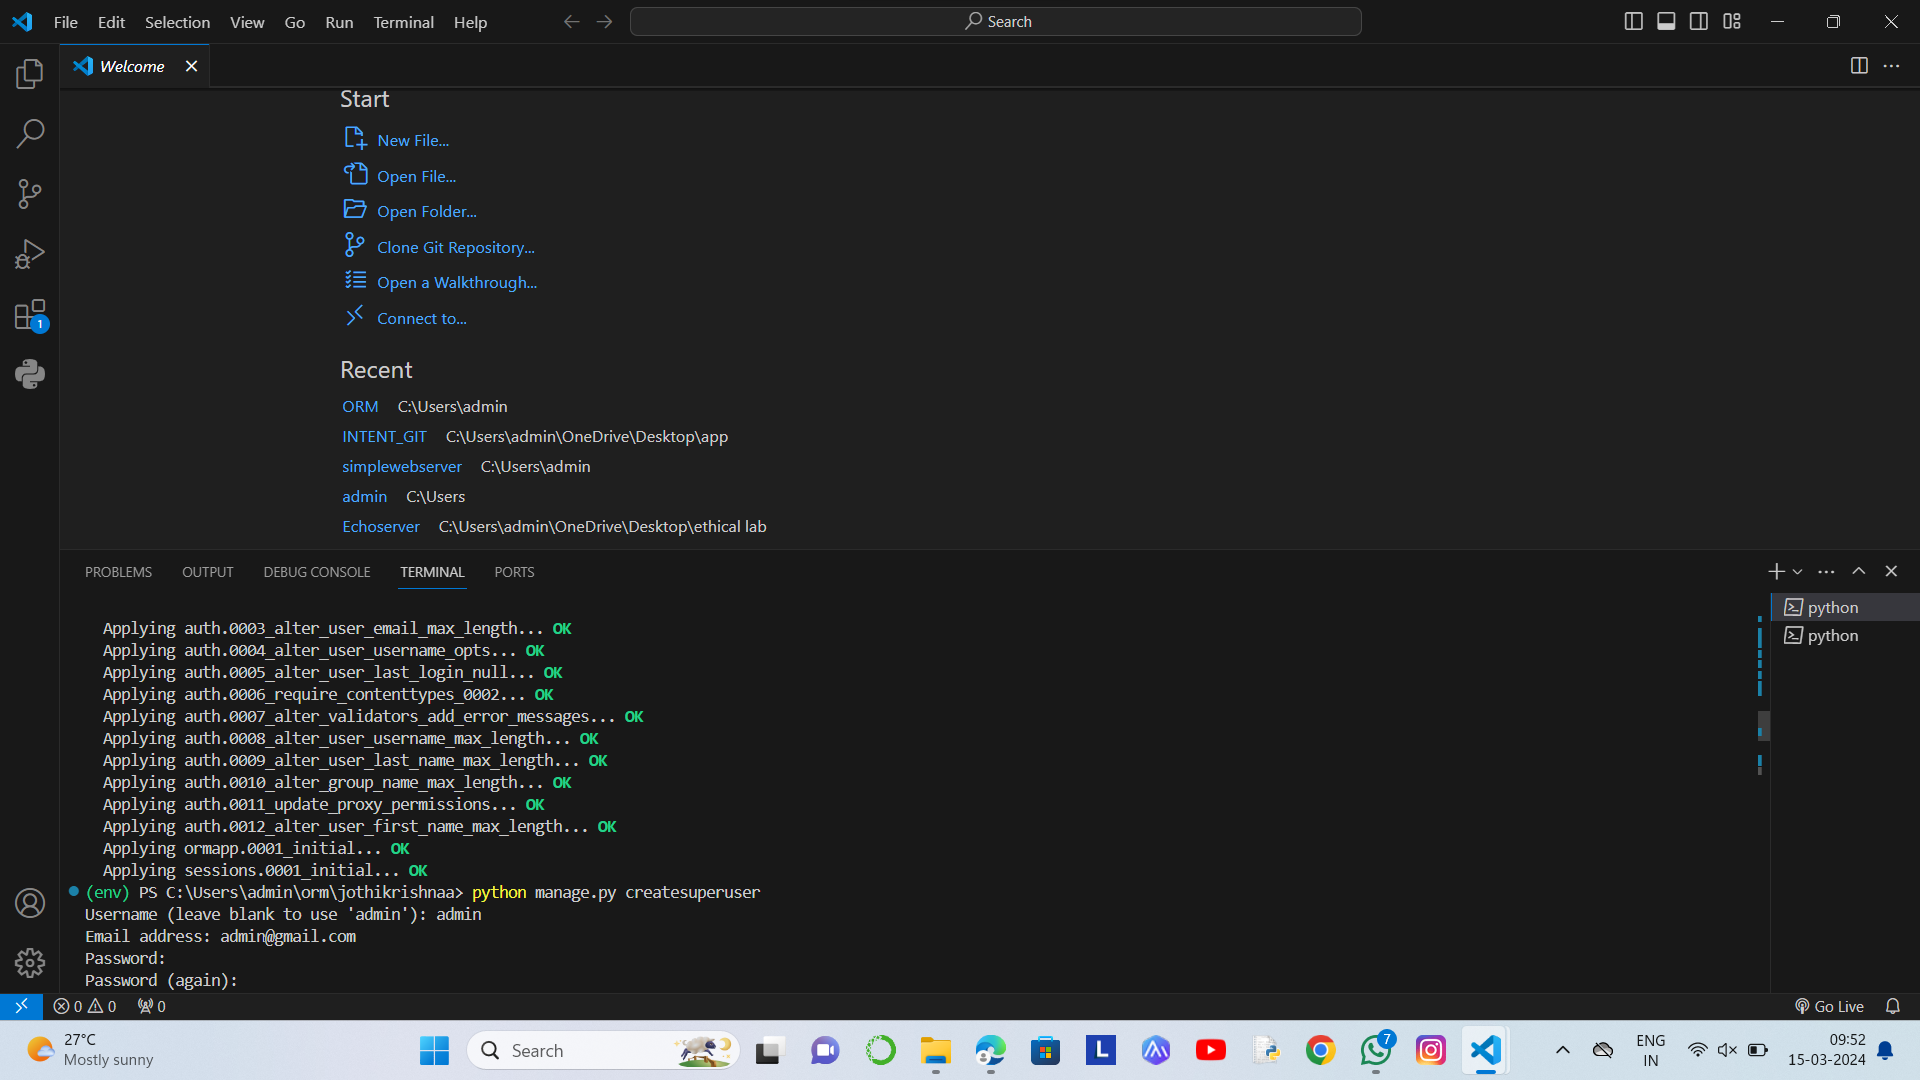 File Edit Selection View Go Run Terminal Help
Search
Welcome
Start
New File...
Open File...
Open Folder...
Clone Git Repository...
Open a Walkthrough...
Connect to...
Recent
ORM C:\Users\admin
INTENT_GIT C:\Users\admin\OneDrive\Desktop\app
simplewebserver C:\Users\admin
admin C:\Users
Echoserver C:\Users\admin\OneDrive\Desktop\ethical lab
1
PROBLEMS OUTPUT DEBUG CONSOLE TERMINAL PORTS
python
python
Applying auth.0003_alter_user_email_max_length... OK
Applying auth.0004_alter_user_username_opts... OK
Applying auth.0005_alter_user_last_login_null... OK
Applying auth.0006_require_contenttypes_0002... OK
Applying auth.0007_alter_validators_add_error_messages... OK
Applying auth.0008_alter_user_username_max_length... OK
Applying auth.0009_alter_user_last_name_max_length... OK
Applying auth.0010_alter_group_name_max_length... OK
Applying auth.0011_update_proxy_permissions... OK
Applying auth.0012_alter_user_first_name_max_length... OK
Applying ormapp.0001_initial... OK
Applying sessions.0001_initial... OK
(env) PS C:\Users\admin\orm\jothikrishnaa> python manage.py createsuperuser
Username (leave blank to use 'admin'): admin
Email address: admin@gmail.com
Password:
Password (again):
0 0 0
Go Live
27°C
Mostly sunny
Search
L
7
ENG
IN
09:52
15-03-2024